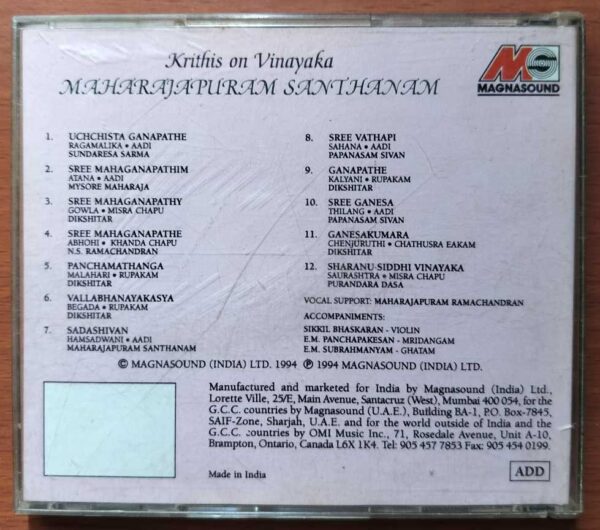 Krithis on Vinayaka
MAHARAJAPURAM SANTHANAM
MAGNASOUND
1. UCHCHISTA GANAPATHE
RAGAMALIKA • AADI
SUNDARESA SARMA
2. SREE MAHAGANAPATHIM
ATANA • AADI
MYSORE MAHARAJA
3. SREE MAHAGANAPATHY
GOWLA • MISRA CHAPU
DIKSHITAR
4. SREE MAHAGANAPATHE
ABHOHI • KHANDA CHAPU
N.S. RAMACHANDRAN
5. PANCHAMATHANGA
MALAHARI • RUPAKAM
DIKSHITAR
6. VALLABHANAYAKASYA
BEGADA • RUPAKAM
DIKSHITAR
7. SADASHIVAN
HAMSADWANI • AADI
MAHARAJAPURAM SANTHANAM
8. SREE VATHAPI
SAHANA • AADI
PAPANASAM SIVAN
9. GANAPATHE
KALYANI • RUPAKAM
DIKSHITAR
10. SREE GANESA
THILANG • AADI
PAPANASAM SIVAN
11. GANESAKUMARA
CHENJURUTHI • CHATHUSRA EAKAM
DIKSHITAR
12. SHARANU-SIDDHI VINAYAKA
SAURASHTRA • MISRA CHAPU
PURANDARA DASA
VOCAL SUPPORT: MAHARAJAPURAM RAMACHANDRAN
ACCOMPANIMENTS:
SIKKIL BHASKARAN - VIOLIN
E.M. PANCHAPAKESAN - MRIDANGAM
E.M. SUBRAHMANYAM - GHATAM
© MAGNASOUND (INDIA) LTD. 1994 ℗ 1994 MAGNASOUND (INDIA) LTD.
Manufactured and marketed for India by Magnasound (India) Ltd.,
Lorette Ville, 25/E, Main Avenue, Santacruz (West), Mumbai 400 054, for the
G.C.C. countries by Magnasound (U.A.E.), Building BA-1, P.O. Box-7845,
SAIF-Zone, Sharjah, U.A.E. and for the world outside of India and the
G.C.C. countries by OMI Music Inc., 71, Rosedale Avenue, Unit A-10,
Brampton, Ontario, Canada L6X 1K4. Tel: 905 457 7853 Fax: 905 454 0199.
Made in India
ADD